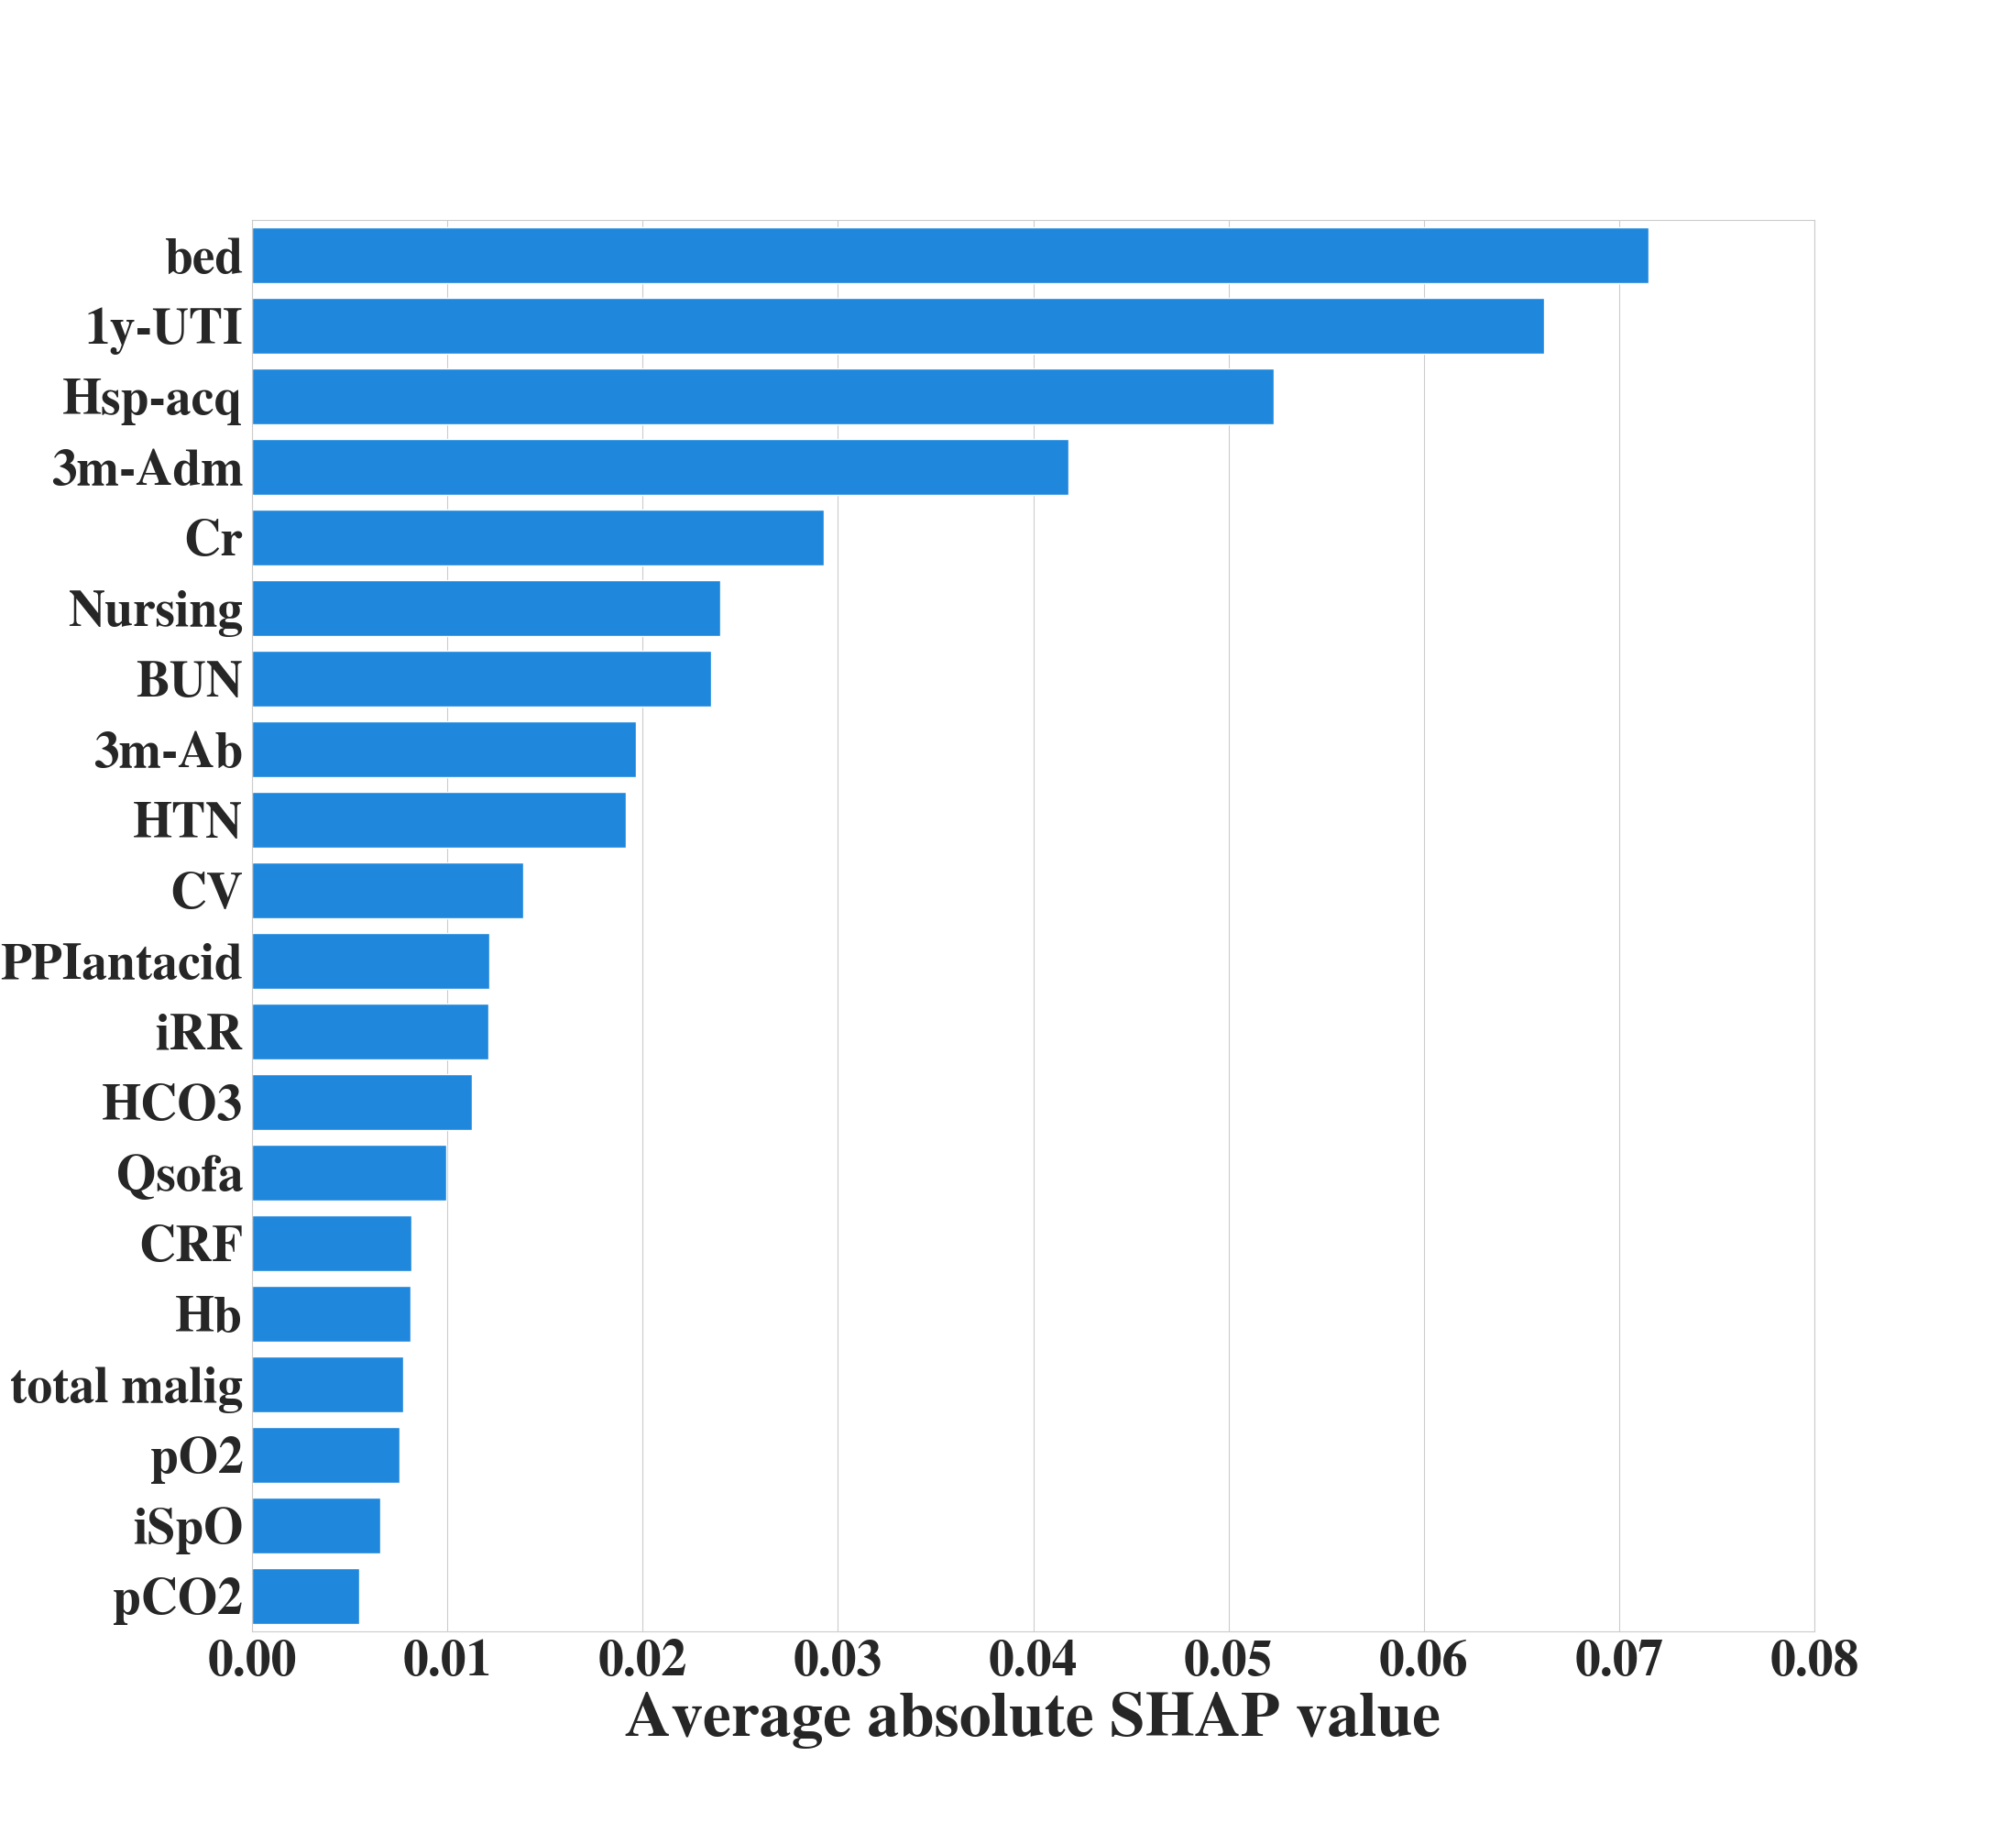 bed
1y-UTI
Hsp-acq
3m-Adm
Cr
Nursing
BUN
3m-Ab
HTN
CV
PPIantacid
iRR
HCO3
Qsofa
CRF
Hb
total malig
pO2
iSpO
pCO2
0.00 0.01 0.02 0.03 0.04 0.05 0.06 0.07 0.08
Average absolute SHAP value